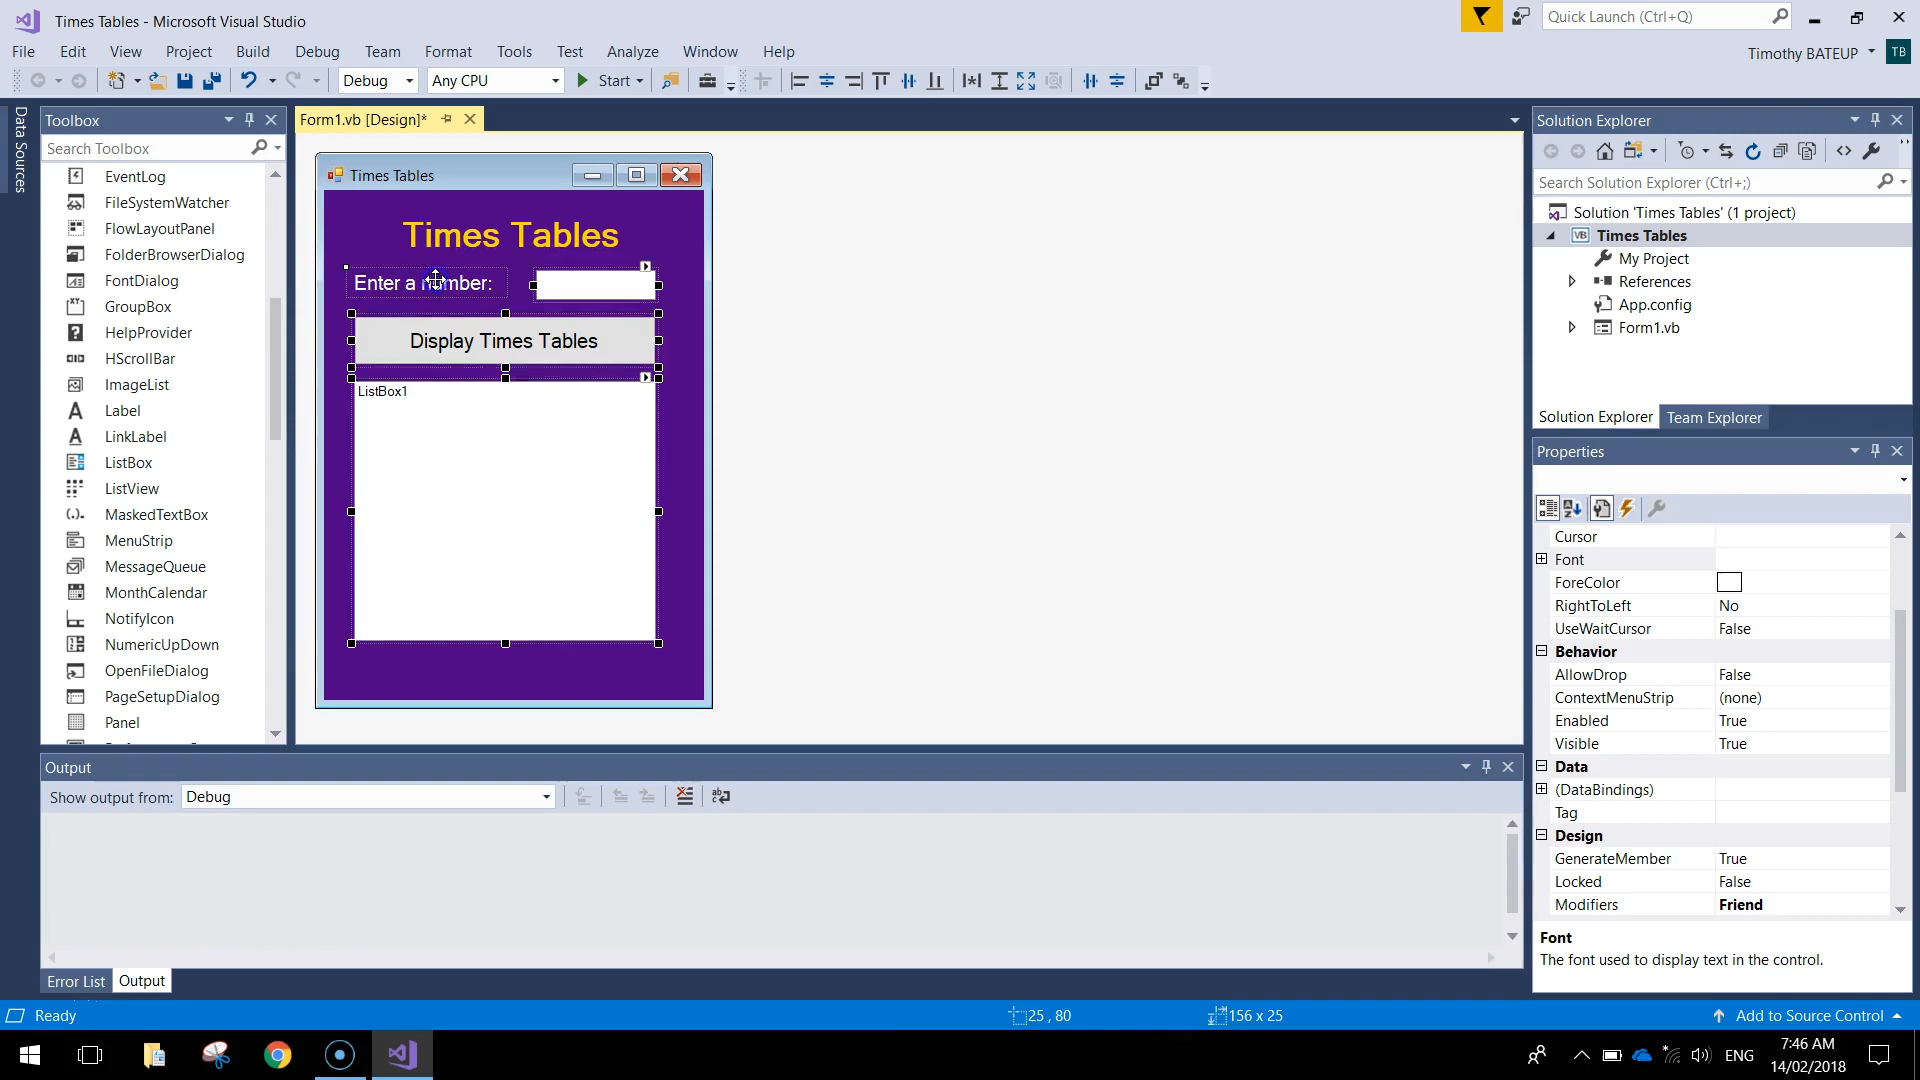 Times Tables - Microsoft Visual Studio
Quick Launch (Ctrl+Q)
File Edit View Project Build Debug Team Format Tools Test Analyze Window Help
Timothy BATEUP
TB
Debug
Any CPU
Start
Data Sources
Toolbox
Search Toolbox
EventLog
FileSystemWatcher
FlowLayoutPanel
FolderBrowserDialog
FontDialog
GroupBox
HelpProvider
HScrollBar
ImageList
Label
LinkLabel
ListBox
ListView
MaskedTextBox
MenuStrip
MessageQueue
MonthCalendar
NotifyIcon
NumericUpDown
OpenFileDialog
PageSetupDialog
Panel
Form1.vb [Design]*
Times Tables
Times Tables
Enter a number:
Display Times Tables
ListBox1
Solution Explorer
Search Solution Explorer (Ctrl+;)
Solution 'Times Tables' (1 project)
VB Times Tables
My Project
References
App.config
Form1.vb
Solution Explorer Team Explorer
Properties
Cursor
Font
ForeColor
RightToLeft No
UseWaitCursor False
Behavior
AllowDrop False
ContextMenuStrip (none)
Enabled True
Visible True
Data
(DataBindings)
Tag
Design
GenerateMember True
Locked False
Modifiers Friend
Font
The font used to display text in the control.
Output
Show output from: Debug
Error List Output
Ready
25 , 80
156 x 25
Add to Source Control
ENG
7:46 AM
14/02/2018